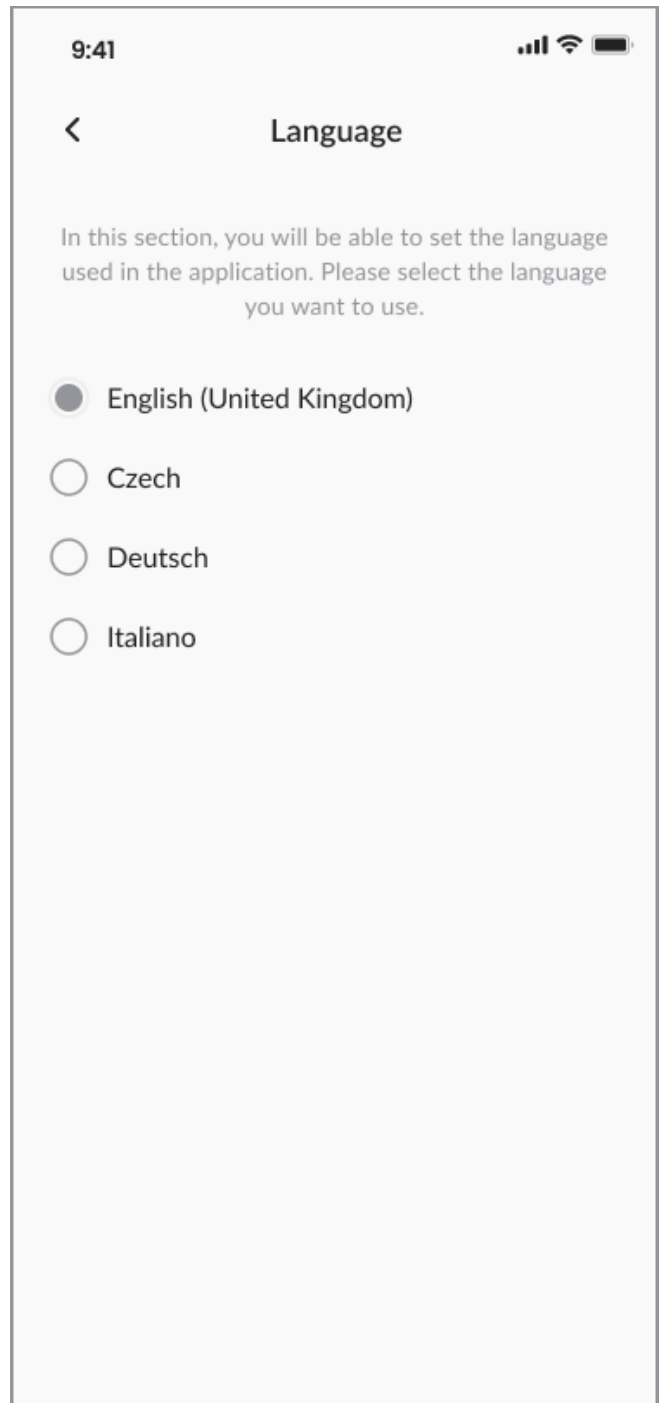 9:41
Language
In this section, you will be able to set the language
used in the application. Please select the language
you want to use.
English (United Kingdom)
Czech
Deutsch
Italiano